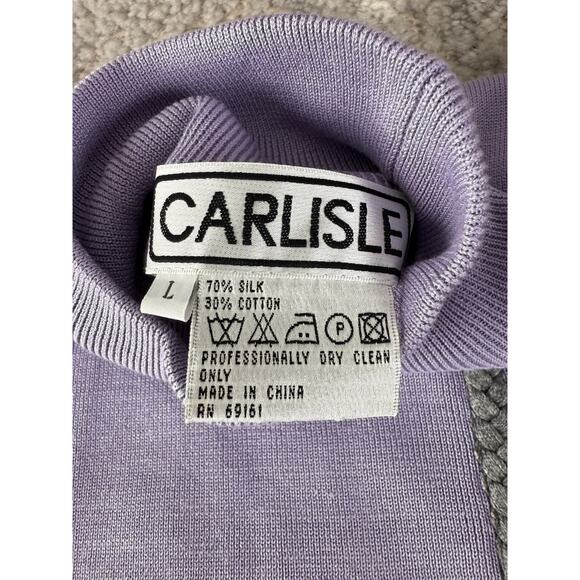 CARLISLE
L
70% SILK
30% COTTON
P
PROFESSIONALLY DRY CLEAN
ONLY
MADE IN CHINA
RN 69161